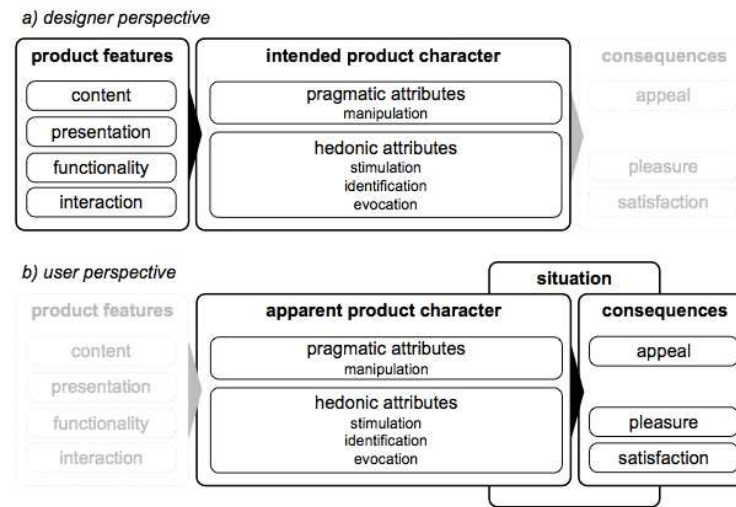 a) designer perspective
product features
content
presentation
functionality
interaction
intended product character
pragmatic attributes
manipulation
hedonic attributes
stimulation
identification
evocation
consequences
appeal
pleasure
satisfaction
b) user perspective
situation
product features
content
presentation
functionality
interaction
apparent product character
pragmatic attributes
manipulation
hedonic attributes
stimulation
identification
evocation
consequences
appeal
pleasure
satisfaction